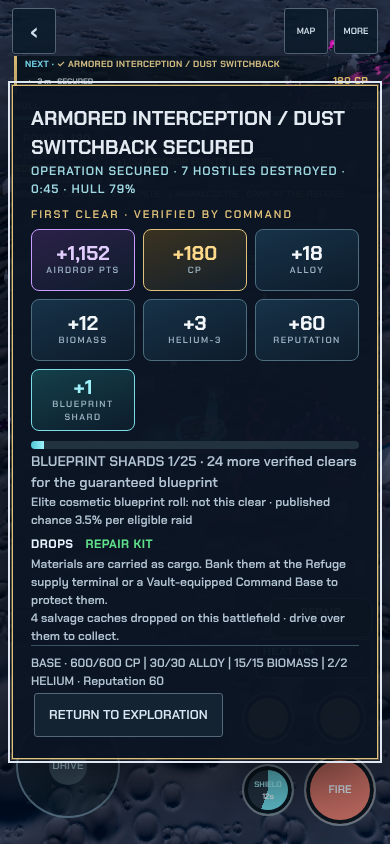 ‹
MAP
MORE
NEXT · ✓ ARMORED INTERCEPTION / DUST SWITCHBACK
SECURED
180 CP
ARMORED INTERCEPTION / DUST
SWITCHBACK SECURED
OPERATION SECURED · 7 HOSTILES DESTROYED ·
0:45 · HULL 79%
FIRST CLEAR · VERIFIED BY COMMAND
+1,152
AIRDROP PTS
+180
CP
+18
ALLOY
+12
BIOMASS
+3
HELIUM-3
+60
REPUTATION
+1
BLUEPRINT
SHARD
BLUEPRINT SHARDS 1/25 · 24 more verified clears
for the guaranteed blueprint
Elite cosmetic blueprint roll: not this clear · published
chance 3.5% per eligible raid
DROPS REPAIR KIT
Materials are carried as cargo. Bank them at the Refuge
supply terminal or a Vault-equipped Command Base to
protect them.
4 salvage caches dropped on this battlefield · drive over
them to collect.
BASE · 600/600 CP | 30/30 ALLOY | 15/15 BIOMASS | 2/2
HELIUM · Reputation 60
RETURN TO EXPLORATION
DRIVE
SHIELD
12s
FIRE